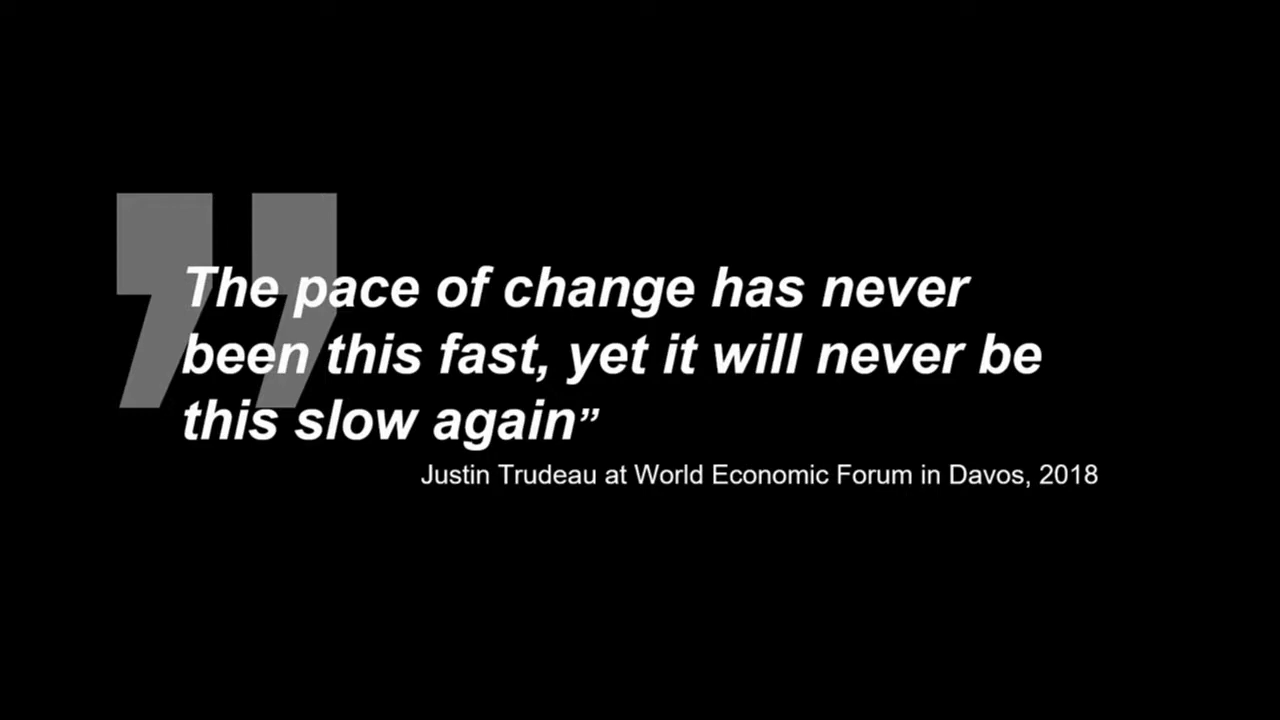 The pace of change has never
been this fast, yet it will never be
this slow again”
Justin Trudeau at World Economic Forum in Davos, 2018